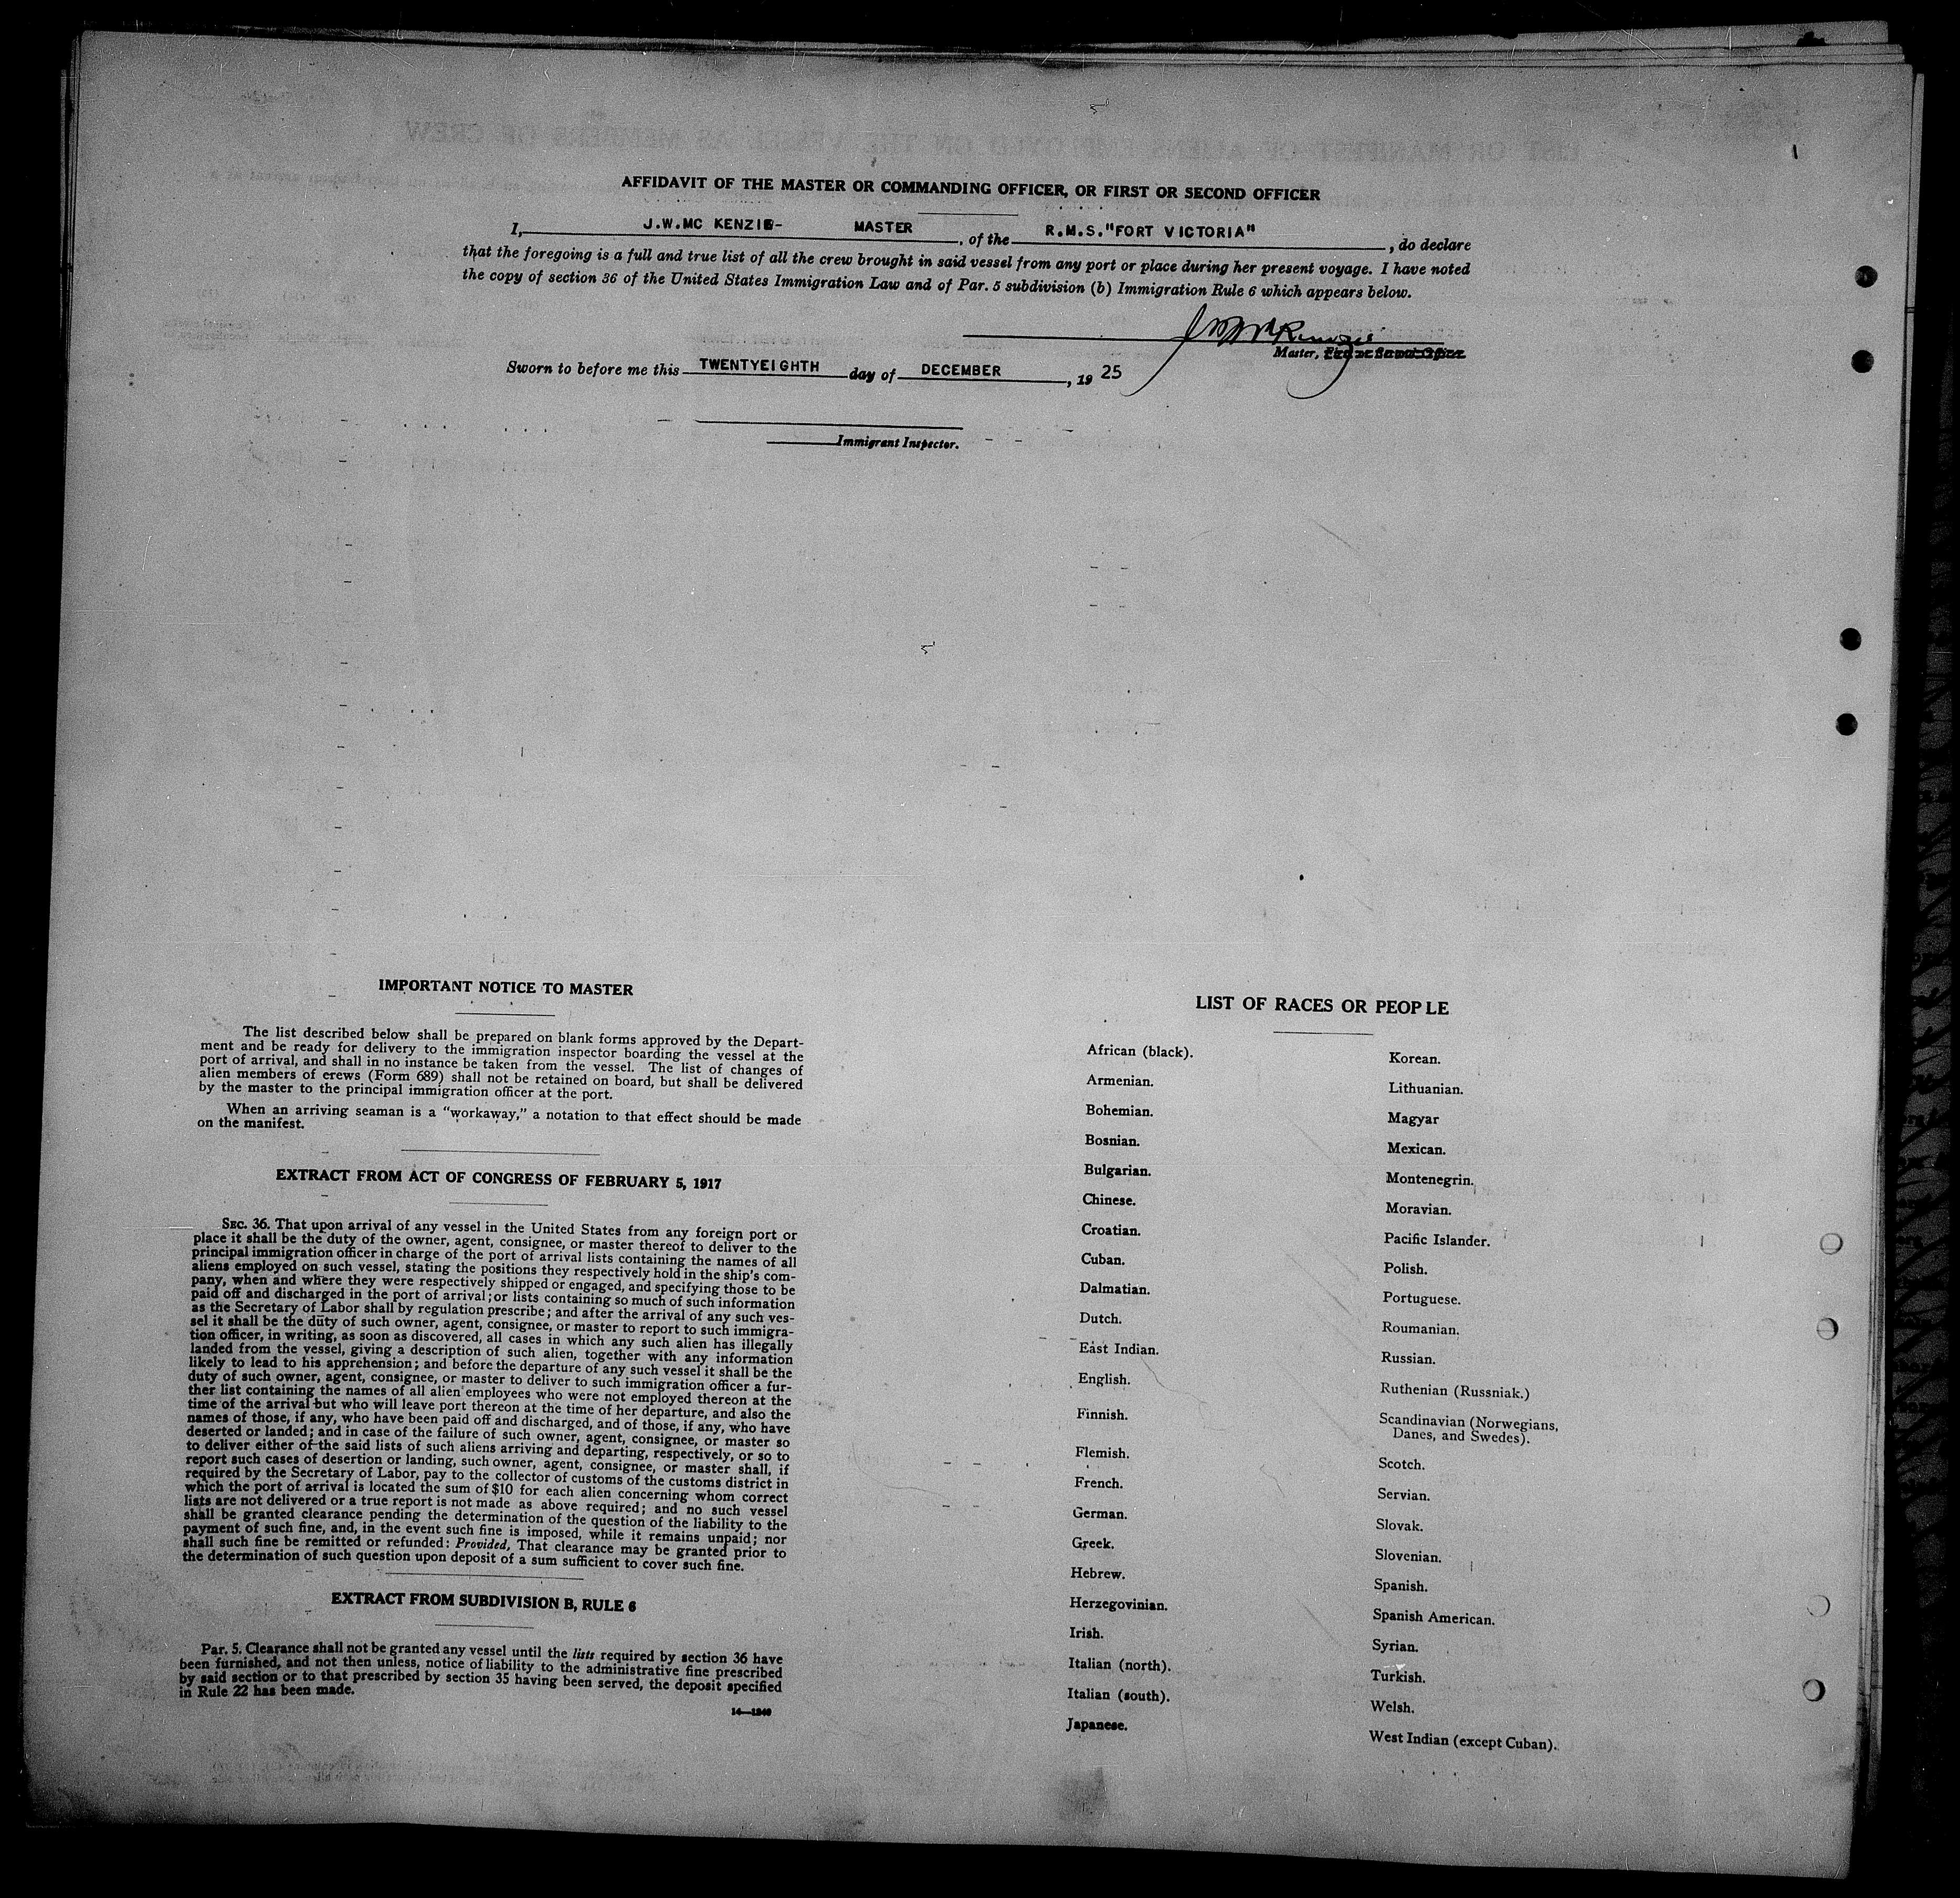 AFFIDAVIT OF THE MASTER OR COMMANDING OFFICER, OR FIRST OR SECOND OFFICER
I, J.W.MC KENZIE- MASTER , of the R.M.S."FORT VICTORIA" , do declare
that the foregoing is a full and true list of all the crew brought in said vessel from any port or place during her present voyage. I have noted
the copy of section 36 of the United States Immigration Law and of Par. 5 subdivision (b) Immigration Rule 6 which appears below.
JW McKenzie
Master, First or Second Officer.
Sworn to before me this TWENTYEIGHTH day of DECEMBER , 19 25
Immigrant Inspector.
IMPORTANT NOTICE TO MASTER
The list described below shall be prepared on blank forms approved by the Depart-
ment and be ready for delivery to the immigration inspector boarding the vessel at the
port of arrival, and shall in no instance be taken from the vessel. The list of changes of
alien members of crews (Form 689) shall not be retained on board, but shall be delivered
by the master to the principal immigration officer at the port.
When an arriving seaman is a "workaway," a notation to that effect should be made
on the manifest.
EXTRACT FROM ACT OF CONGRESS OF FEBRUARY 5, 1917
SEC. 36. That upon arrival of any vessel in the United States from any foreign port or
place it shall be the duty of the owner, agent, consignee, or master thereof to deliver to the
principal immigration officer in charge of the port of arrival lists containing the names of all
aliens employed on such vessel, stating the positions they respectively hold in the ship's com-
pany, when and where they were respectively shipped or engaged, and specifying those to be
paid off and discharged in the port of arrival; or lists containing so much of such information
as the Secretary of Labor shall by regulation prescribe; and after the arrival of any such ves-
sel it shall be the duty of such owner, agent, consignee, or master to report to such immigra-
tion officer, in writing, as soon as discovered, all cases in which any such alien has illegally
landed from the vessel, giving a description of such alien, together with any information
likely to lead to his apprehension; and before the departure of any such vessel it shall be the
duty of such owner, agent, consignee, or master to deliver to such immigration officer a fur-
ther list containing the names of all alien employees who were not employed thereon at the
time of the arrival but who will leave port thereon at the time of her departure, and also the
names of those, if any, who have been paid off and discharged, and of those, if any, who have
deserted or landed; and in case of the failure of such owner, agent, consignee, or master so
to deliver either of the said lists of such aliens arriving and departing, respectively, or so to
report such cases of desertion or landing, such owner, agent, consignee, or master shall, if
required by the Secretary of Labor, pay to the collector of customs of the customs district in
which the port of arrival is located the sum of $10 for each alien concerning whom correct
lists are not delivered or a true report is not made as above required; and no such vessel
shall be granted clearance pending the determination of the question of the liability to the
payment of such fine, and, in the event such fine is imposed, while it remains unpaid; nor
shall such fine be remitted or refunded: Provided, That clearance may be granted prior to
the determination of such question upon deposit of a sum sufficient to cover such fine.
EXTRACT FROM SUBDIVISION B, RULE 6
Par. 5. Clearance shall not be granted any vessel until the lists required by section 36 have
been furnished, and not then unless, notice of liability to the administrative fine prescribed
by said section or to that prescribed by section 35 having been served, the deposit specified
in Rule 22 has been made.
14—1240
LIST OF RACES OR PEOPLE
African (black).
Armenian.
Bohemian.
Bosnian.
Bulgarian.
Chinese.
Croatian.
Cuban.
Dalmatian.
Dutch.
East Indian.
English.
Finnish.
Flemish.
French.
German.
Greek.
Hebrew.
Herzegovinian.
Irish.
Italian (north).
Italian (south).
Japanese.
Korean.
Lithuanian.
Magyar
Mexican.
Montenegrin.
Moravian.
Pacific Islander.
Polish.
Portuguese.
Roumanian.
Russian.
Ruthenian (Russniak.)
Scandinavian (Norwegians,
Danes, and Swedes).
Scotch.
Servian.
Slovak.
Slovenian.
Spanish.
Spanish American.
Syrian.
Turkish.
Welsh.
West Indian (except Cuban).